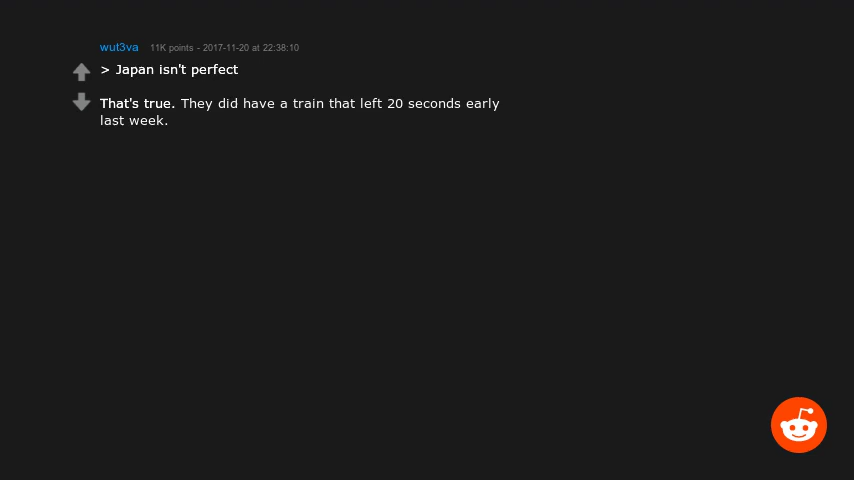 wut3va 11K points - 2017-11-20 at 22:38:10
> Japan isn't perfect
That's true. They did have a train that left 20 seconds early
last week.